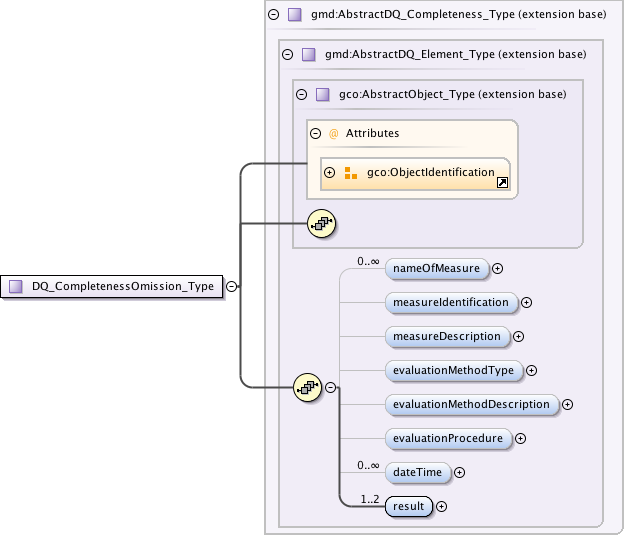 gmd:AbstractDQ_Completeness_Type (extension base)
gmd:AbstractDQ_Element_Type (extension base)
gco:AbstractObject_Type (extension base)
@ Attributes
gco:ObjectIdentification
0..∞
nameOfMeasure
DQ_CompletenessOmission_Type
measureIdentification
measureDescription
evaluationMethodType
evaluationMethodDescription
evaluationProcedure
0..∞
dateTime
1..2
result